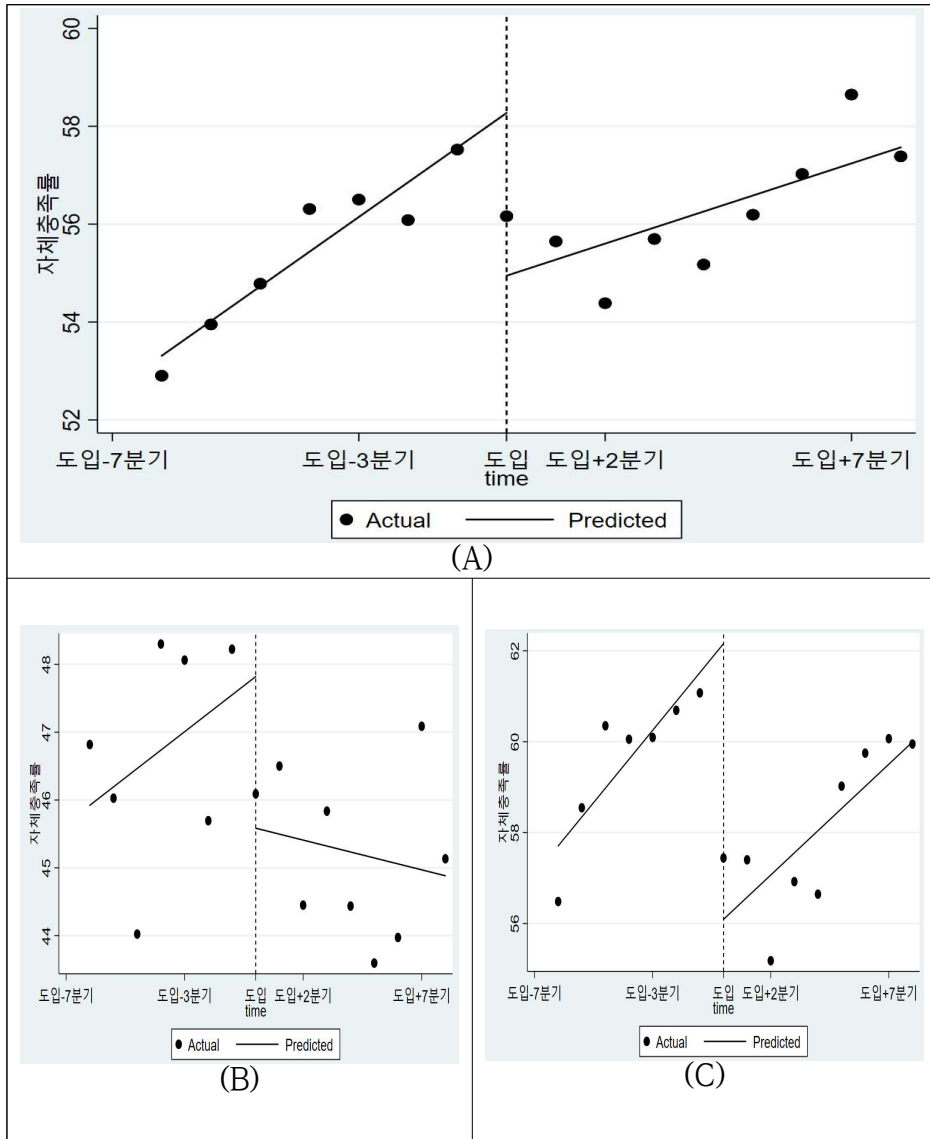 60
58
56
54
52
자체충족률
도입-7분기 도입-3분기 도입 도입+2분기 도입+7분기
time
Actual Predicted
(A)
48
47
46
45
44
자체충족률
도입-7분기 도입-3분기 도입 도입+2분기 도입+7분기
time
Actual Predicted
(B)
62
60
58
56
자체충족률
도입-7분기 도입-3분기 도입 도입+2분기 도입+7분기
time
Actual Predicted
(C)